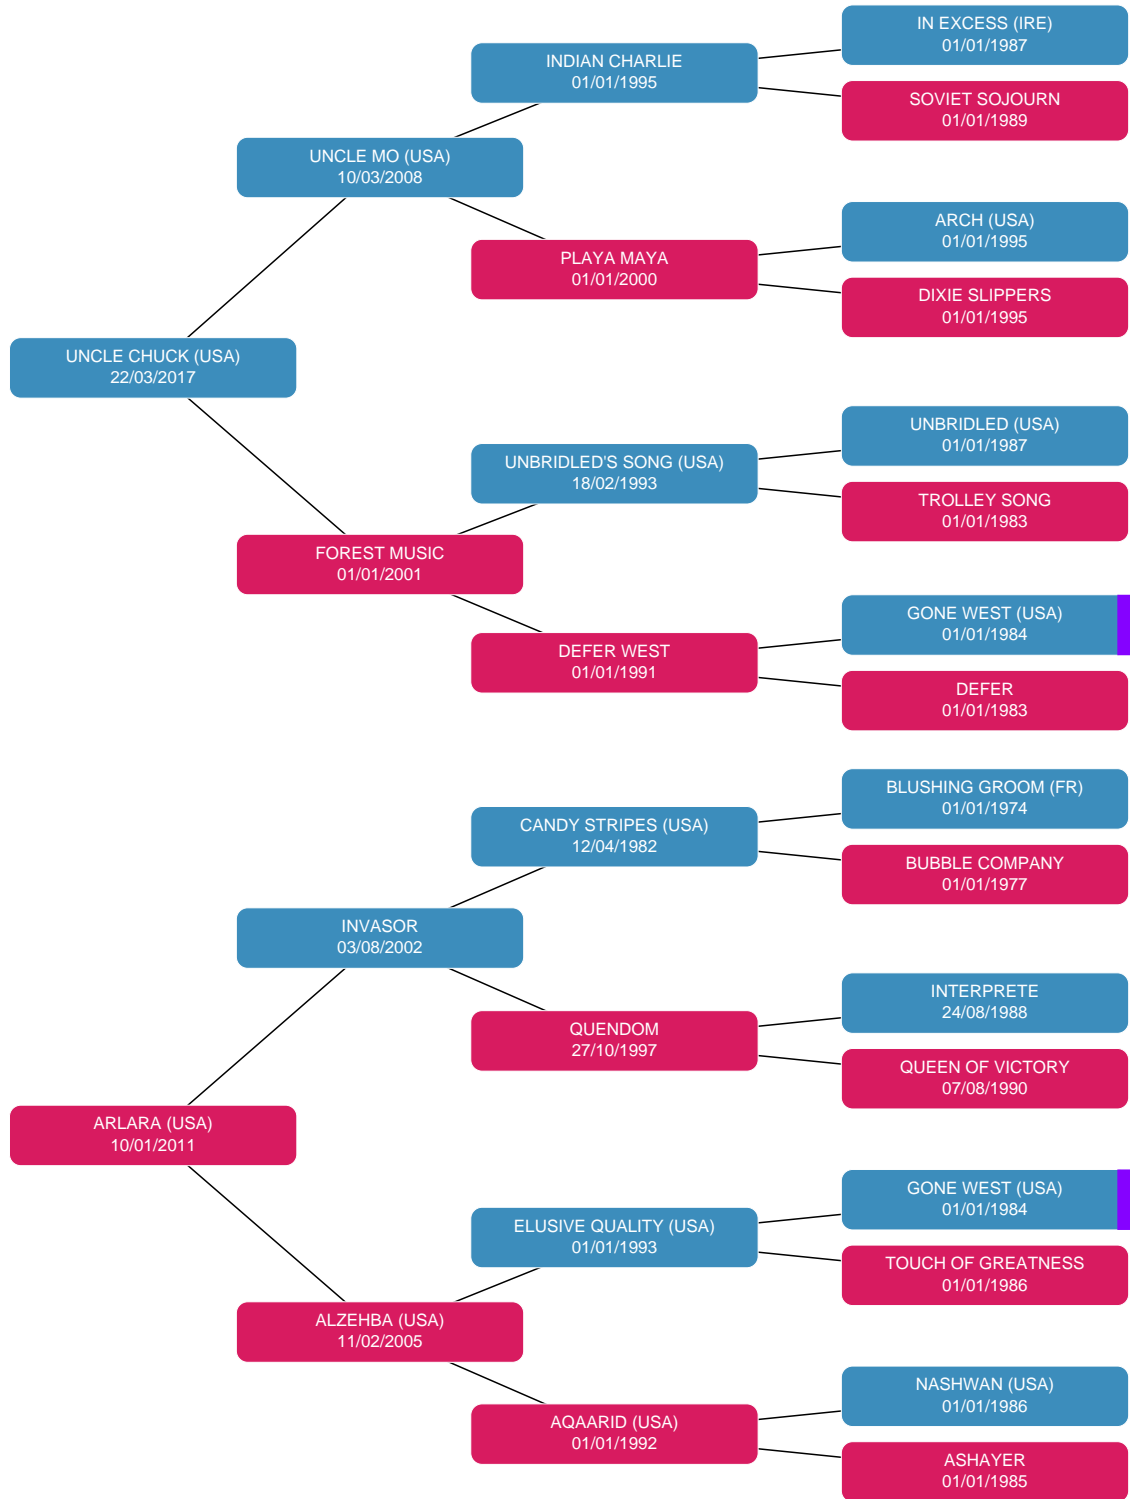 IN EXCESS (IRE)
01/01/1987
INDIAN CHARLIE
01/01/1995
SOVIET SOJOURN
01/01/1989
UNCLE MO (USA)
10/03/2008
ARCH (USA)
01/01/1995
PLAYA MAYA
01/01/2000
DIXIE SLIPPERS
01/01/1995
UNCLE CHUCK (USA)
22/03/2017
UNBRIDLED (USA)
01/01/1987
UNBRIDLED'S SONG (USA)
18/02/1993
TROLLEY SONG
01/01/1983
FOREST MUSIC
01/01/2001
GONE WEST (USA)
01/01/1984
DEFER WEST
01/01/1991
DEFER
01/01/1983
BLUSHING GROOM (FR)
01/01/1974
CANDY STRIPES (USA)
12/04/1982
BUBBLE COMPANY
01/01/1977
INVASOR
03/08/2002
INTERPRETE
24/08/1988
QUENDOM
27/10/1997
QUEEN OF VICTORY
07/08/1990
ARLARA (USA)
10/01/2011
GONE WEST (USA)
01/01/1984
ELUSIVE QUALITY (USA)
01/01/1993
TOUCH OF GREATNESS
01/01/1986
ALZEHBA (USA)
11/02/2005
NASHWAN (USA)
01/01/1986
AQAARID (USA)
01/01/1992
ASHAYER
01/01/1985